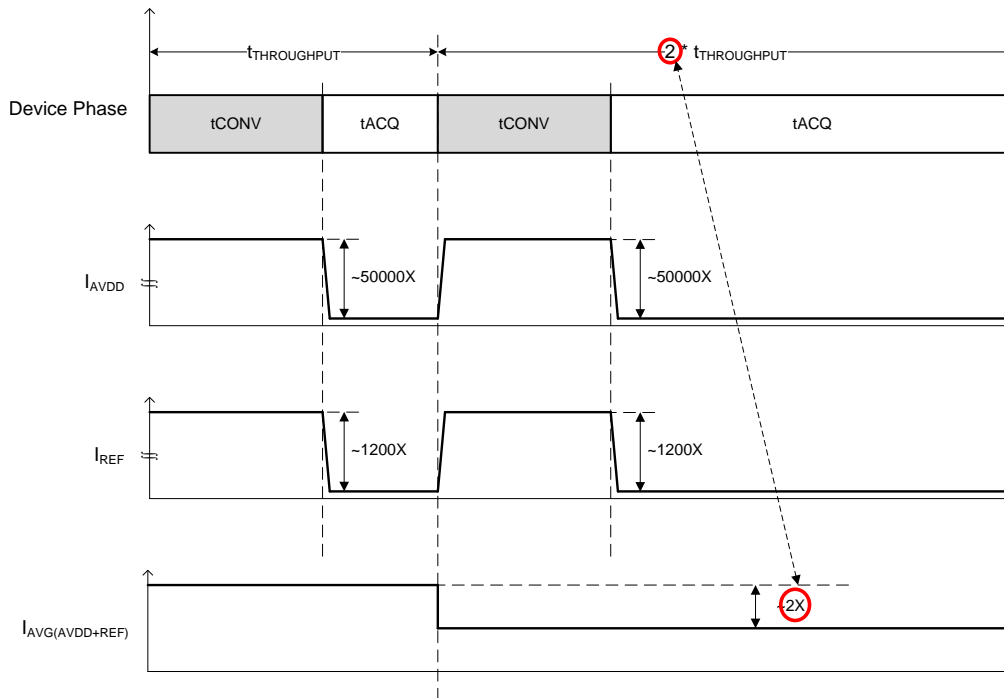 tTHROUGHPUT
2 * tTHROUGHPUT
Device Phase
tCONV
tACQ
tCONV
tACQ
IAVDD
~50000X
~50000X
IREF
~1200X
~1200X
IAVG(AVDD+REF)
~2X